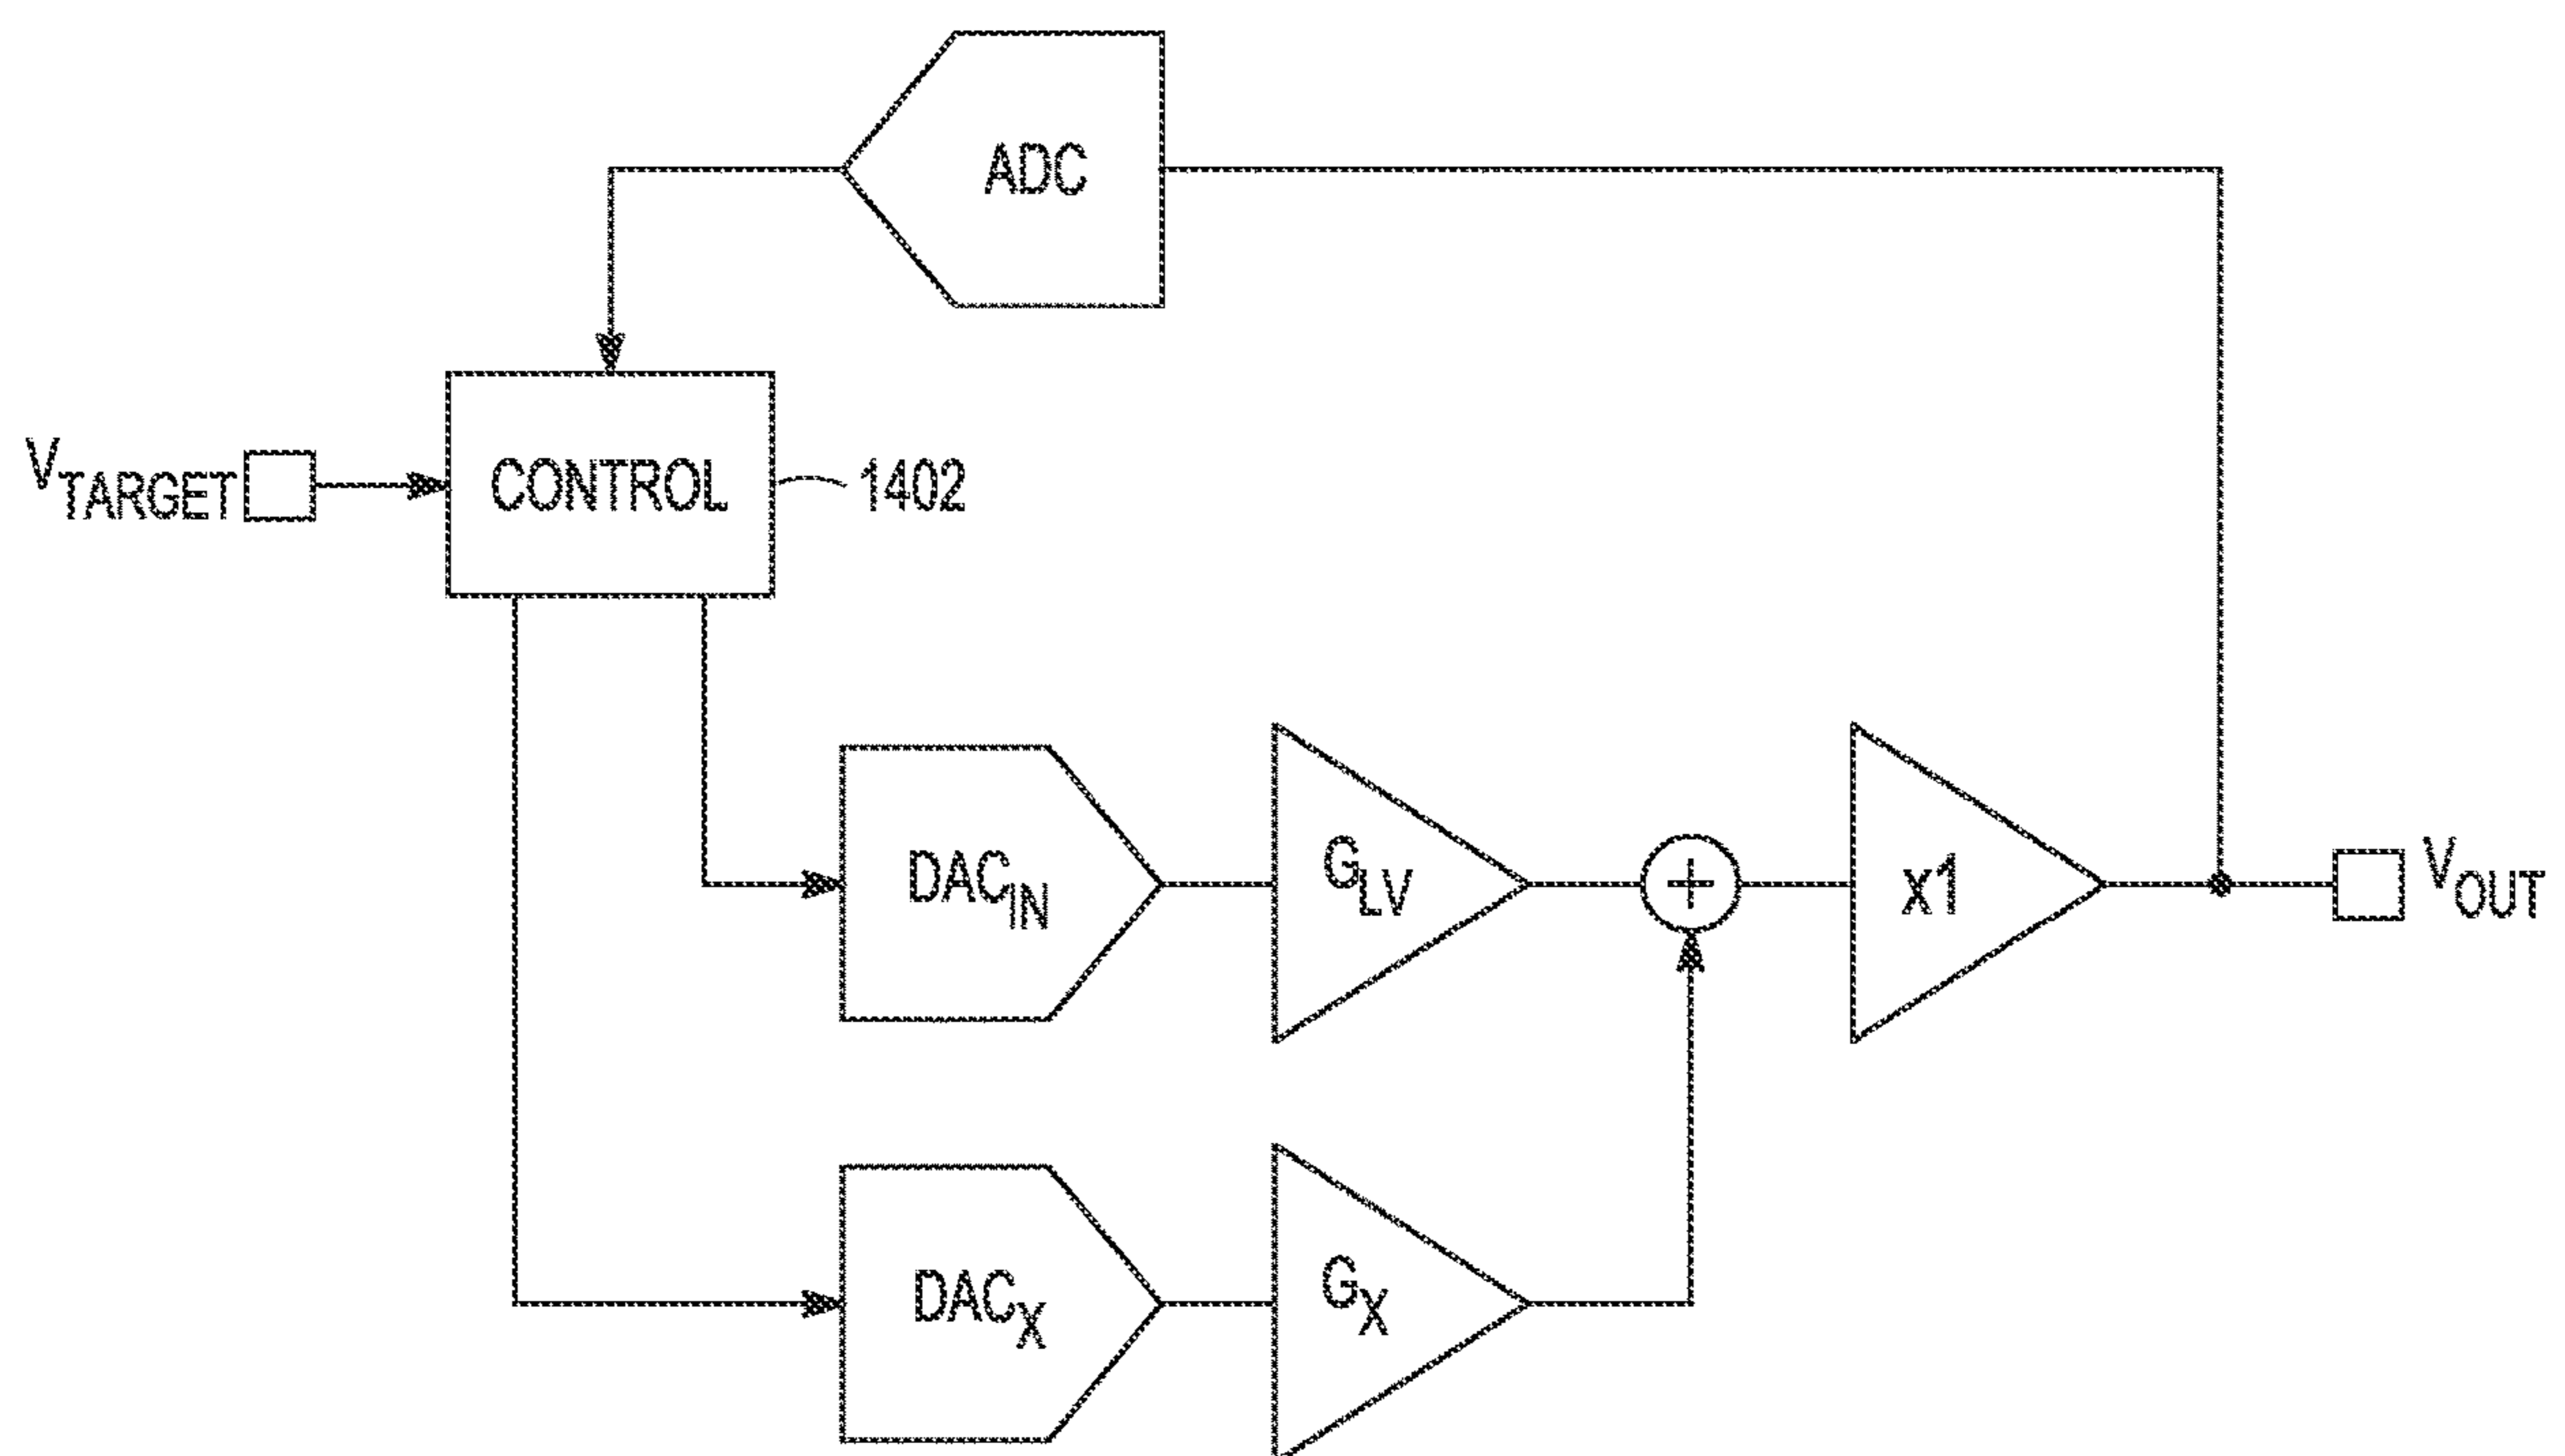 ADC
VTARGET
CONTROL
1402
DACIN
GLV
+
x1
VOUT
DACX
GX